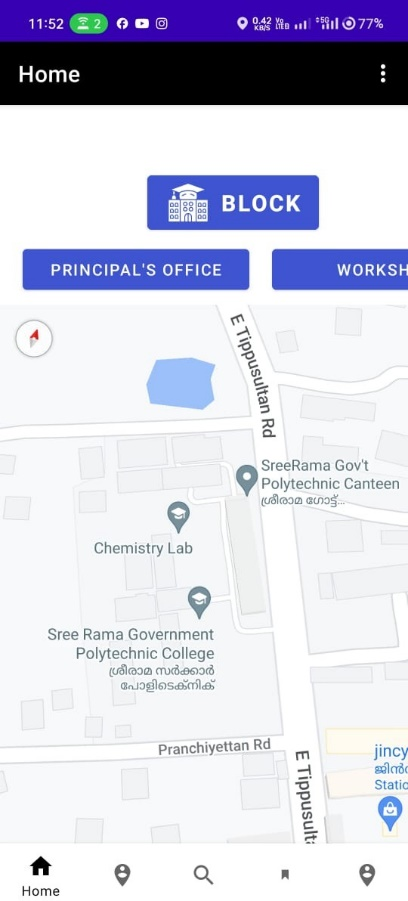 11:52 2 0.42 KB/S Vo LTE 5G 77%
Home
BLOCK
PRINCIPAL'S OFFICE WORKSH
E Tippusultan Rd
SreeRama Gov't
Polytechnic Canteen
ശ്രീരാമ ഗോട്ട്...
Chemistry Lab
Sree Rama Government
Polytechnic College
ശ്രീരാമ സർക്കാർ
പോളിടെക്നിക്
Pranchiyettan Rd
E Tippusulta
jincy
Static
Home